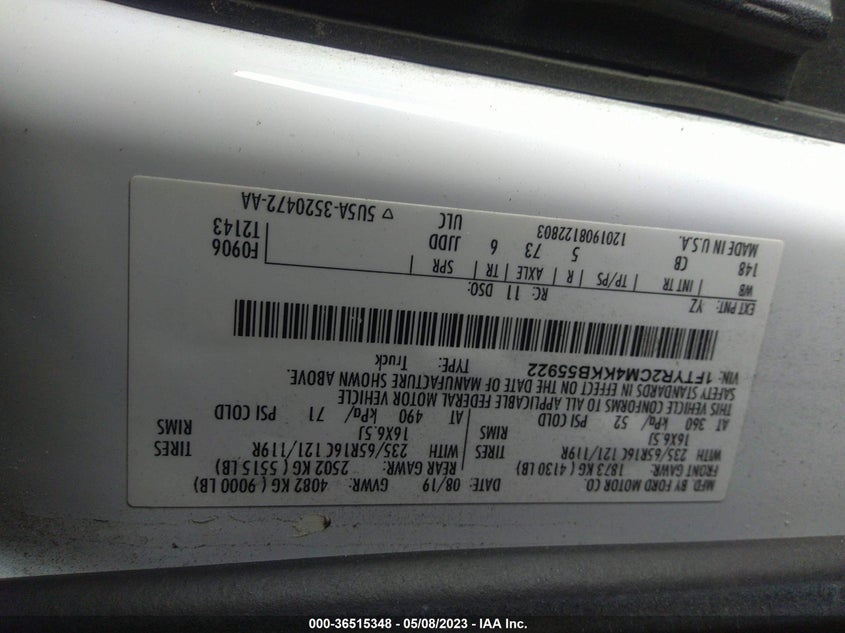 MFD. BY FORD MOTOR CO.
DATE: 08/19 GVWR: 4082 KG ( 9000 LB)
FRONT GAWR: 1873 KG ( 4130 LB) REAR GAWR: 2502 KG ( 5515 LB)
WITH 235/65R16C 121/119R TIRES WITH 235/65R16C 121/119R TIRES
16X6.5J RIMS 16X6.5J RIMS
AT 360 kPa/ 52 PSI COLD AT 490 kPa/ 71 PSI COLD
THIS VEHICLE CONFORMS TO ALL APPLICABLE FEDERAL MOTOR VEHICLE
SAFETY STANDARDS IN EFFECT ON THE DATE OF MANUFACTURE SHOWN ABOVE.
VIN: 1FTYR2CM4KKB55922 TYPE: Truck
EXT PNT: YZ RC: 11 DSO: F0906
WB INT TR TP/PS R AXLE TR SPR T2143
148 CB 5 73 6 JJDD
MADE IN U.S.A. 1201908122803 ULC ▽ 5U5A-3520472-AA
000-36515348 - 05/08/2023 - © IAA Inc.